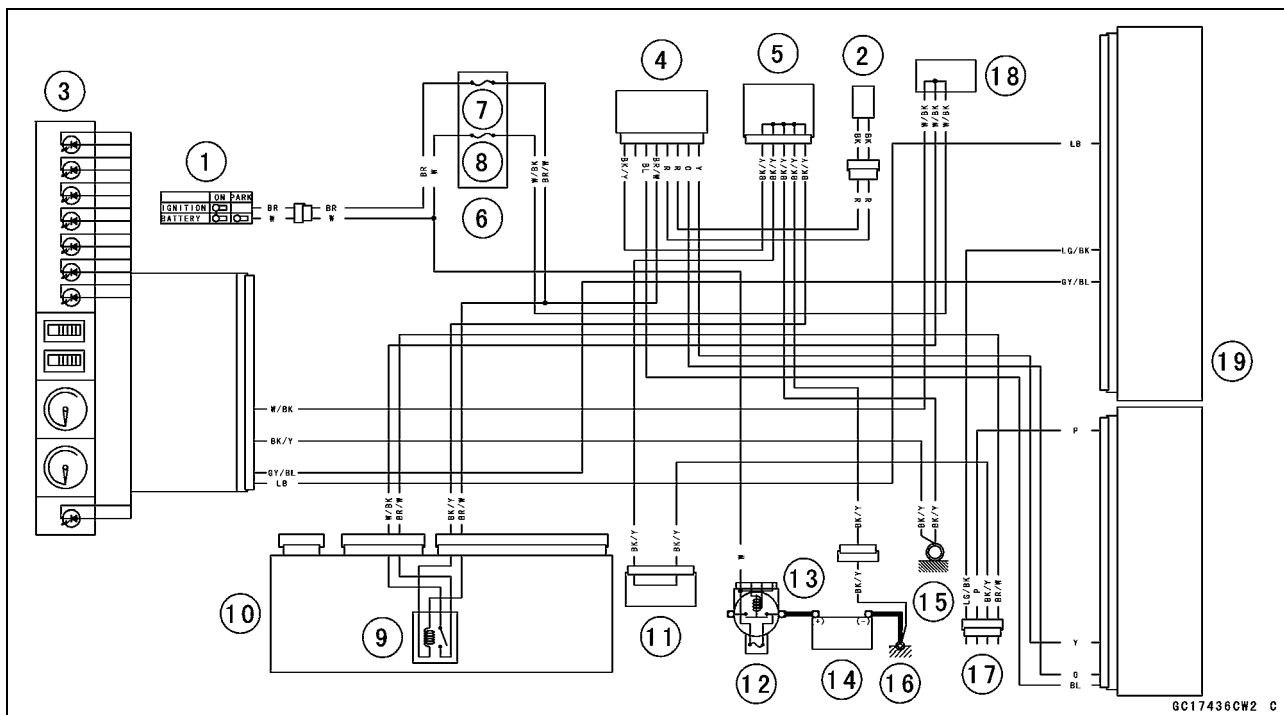 4
5
2
18
3
7
1
8
6
ON PARK
IGNITION
BATTERY
BR
W
BR
W
BR
W
W/BK
BR/W
BK/Y
BL
BR/W
R
R
O
Y
BK/Y
BK/Y
BK/Y
BK/Y
BK/Y
BK
BK
R
R
W/BK
W/BK
W/BK
LB
LG/BK
GY/BL
19
W/BK
BK/Y
GY/BL
LB
P
W/BK
BR/W
BK/Y
BR/W
BK/Y
BK/Y
W
BK/Y
BK/Y
BK/Y
BK/Y
LG/BK
P
BK/Y
BR/W
10
9
11
13
(+)
(-)
15
12
14
16
17
Y
O
BL
GC17436CW2 C